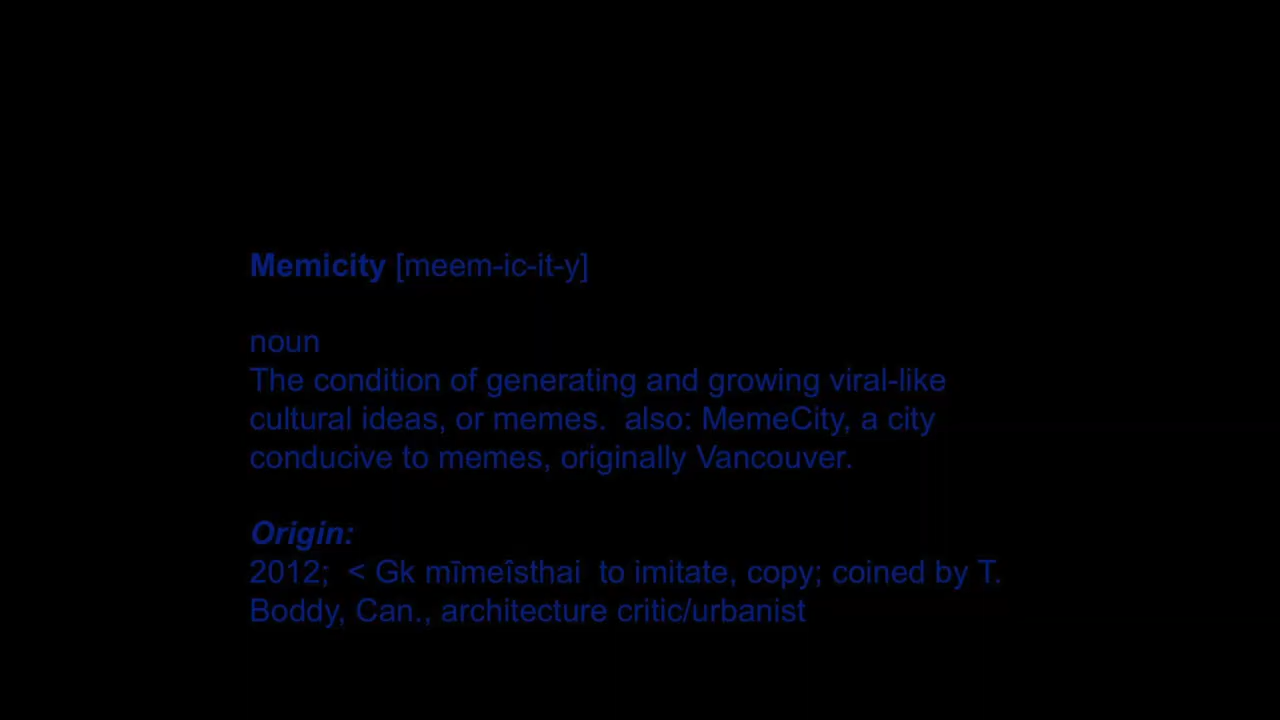 Memicity [meem-ic-it-y]
noun
The condition of generating and growing viral-like
cultural ideas, or memes.  also: MemeCity, a city
conducive to memes, originally Vancouver.
Origin:
2012;  < Gk mīmeîsthai  to imitate, copy; coined by T.
Boddy, Can., architecture critic/urbanist